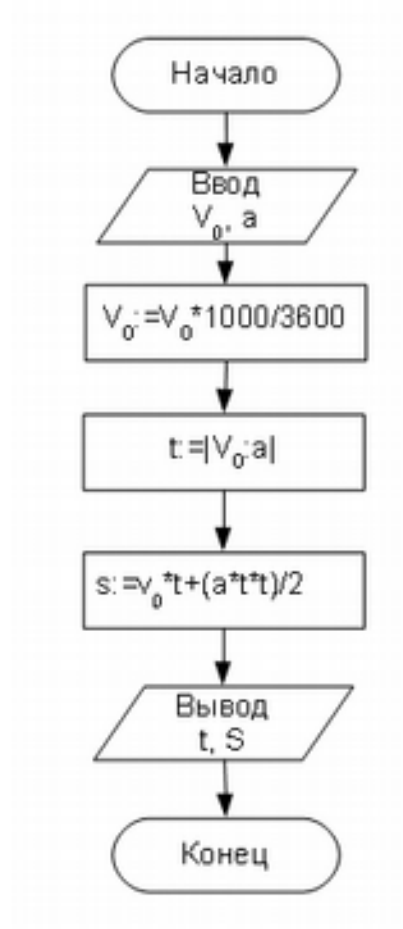 Начало
Ввод
V₀, a
V₀:=V₀*1000/3600
t:=|V₀:a|
s:=v₀*t+(a*t*t)/2
Вывод
t, S
Конец